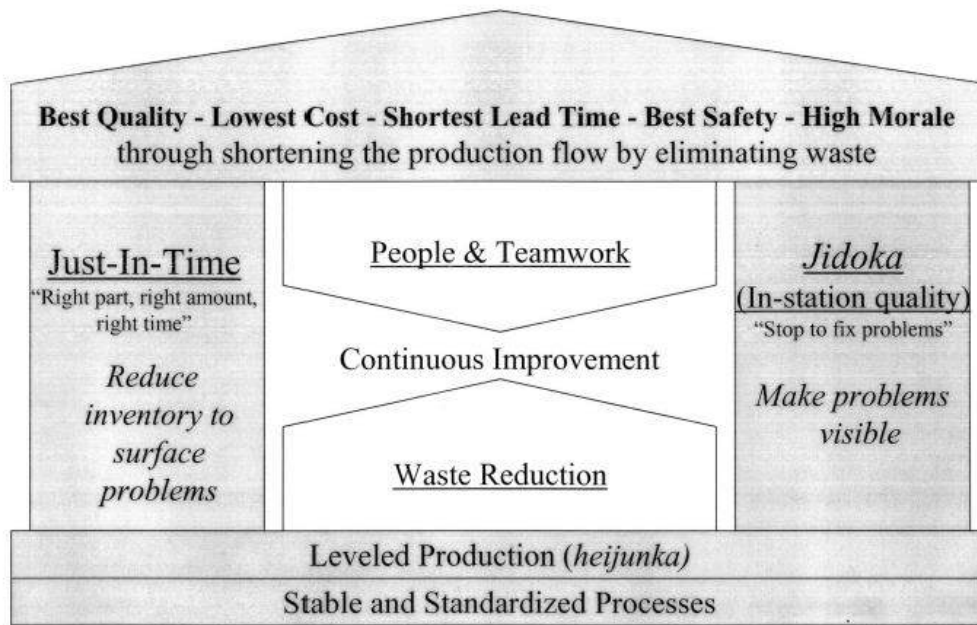 Best Quality - Lowest Cost - Shortest Lead Time - Best Safety - High Morale
through shortening the production flow by eliminating waste
Just-In-Time
“Right part, right amount,
right time”
Reduce
inventory to
surface
problems
People & Teamwork
Continuous Improvement
Waste Reduction
Jidoka
(In-station quality)
“Stop to fix problems”
Make problems
visible
Leveled Production (heijunka)
Stable and Standardized Processes